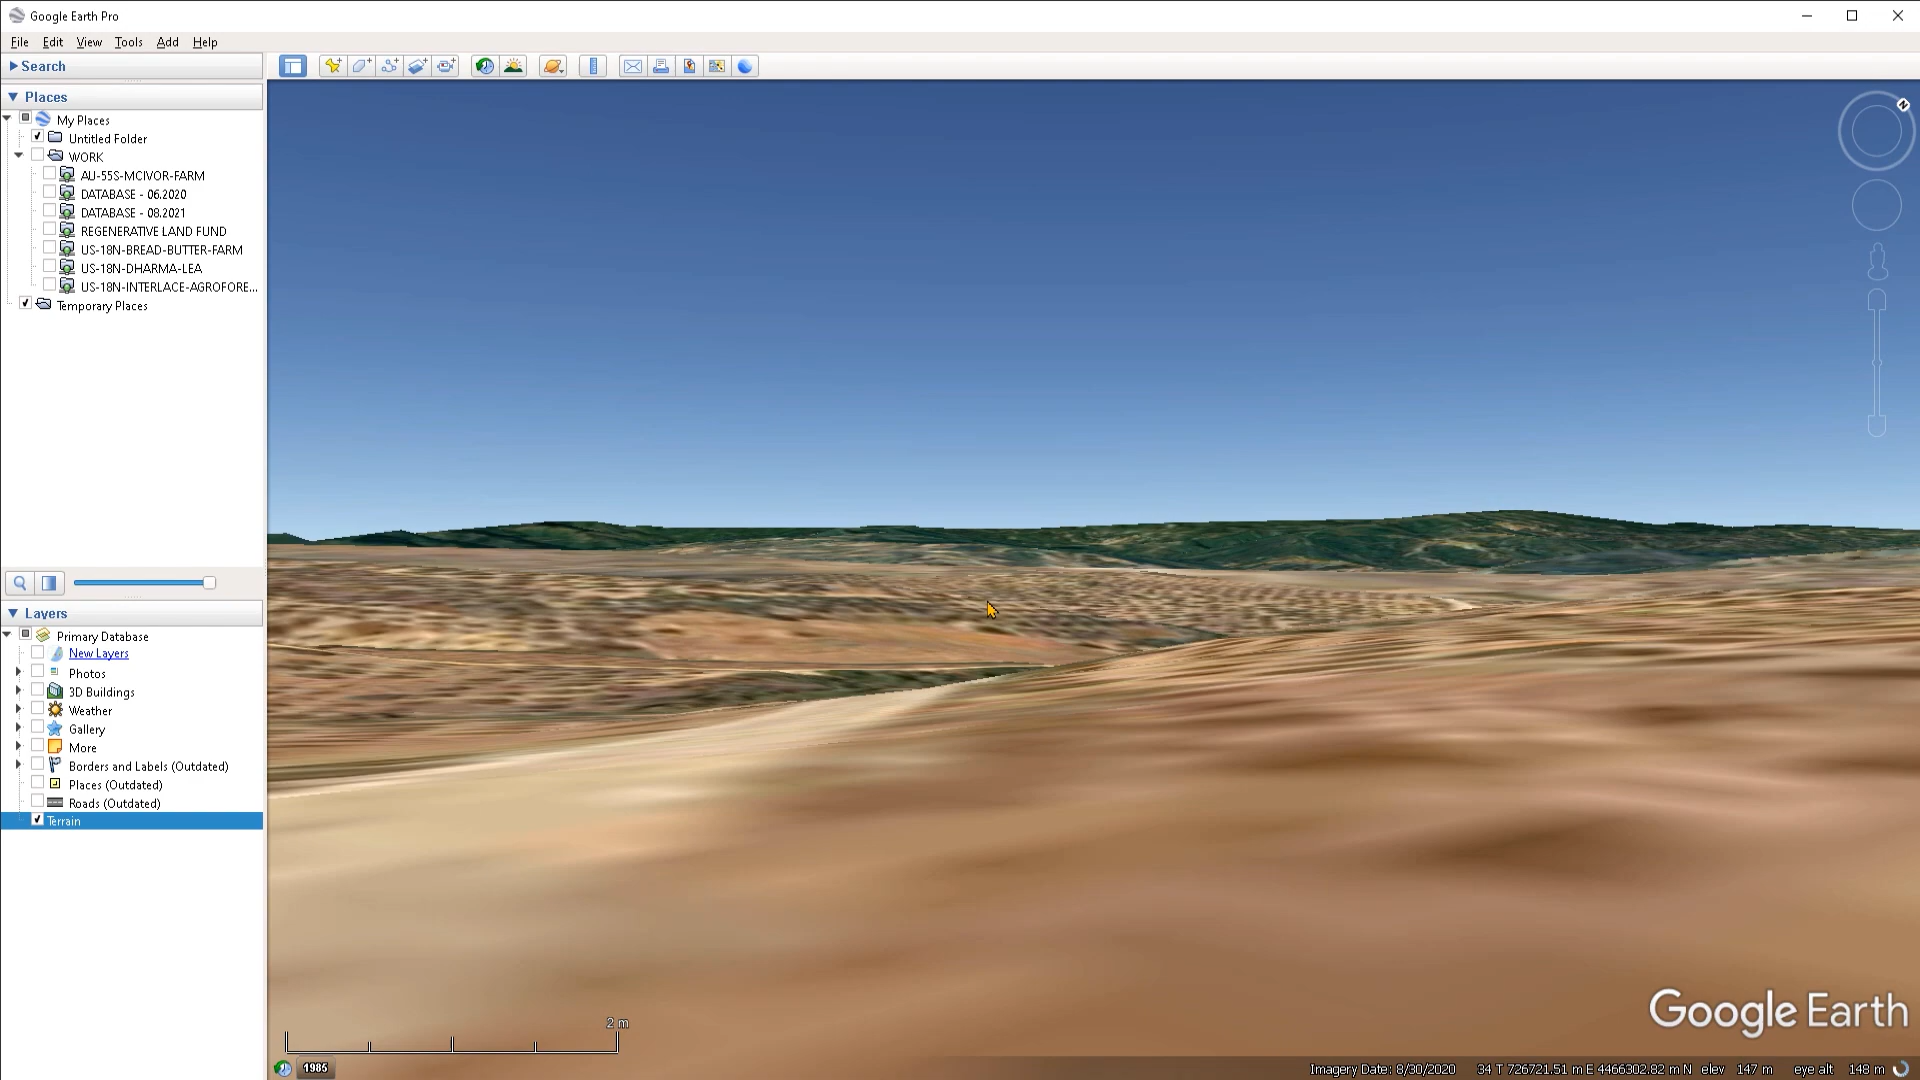 Google Earth Pro
File Edit View Tools Add Help
Search
Places
My Places
Untitled Folder
WORK
AU-55S-MCIVOR-FARM
DATABASE - 06.2020
DATABASE - 08.2021
REGENERATIVE LAND FUND
US-18N-BREAD-BUTTER-FARM
US-18N-DHARMA-LEA
US-18N-INTERLACE-AGROFORE...
Temporary Places
Layers
Primary Database
New Layers
Photos
3D Buildings
Weather
Gallery
More
Borders and Labels (Outdated)
Places (Outdated)
Roads (Outdated)
Terrain
N
Google Earth
2 m
1985
Imagery Date: 8/30/2020 34 T 726721.51 m E 4466302.82 m N elev 147 m eye alt 148 m